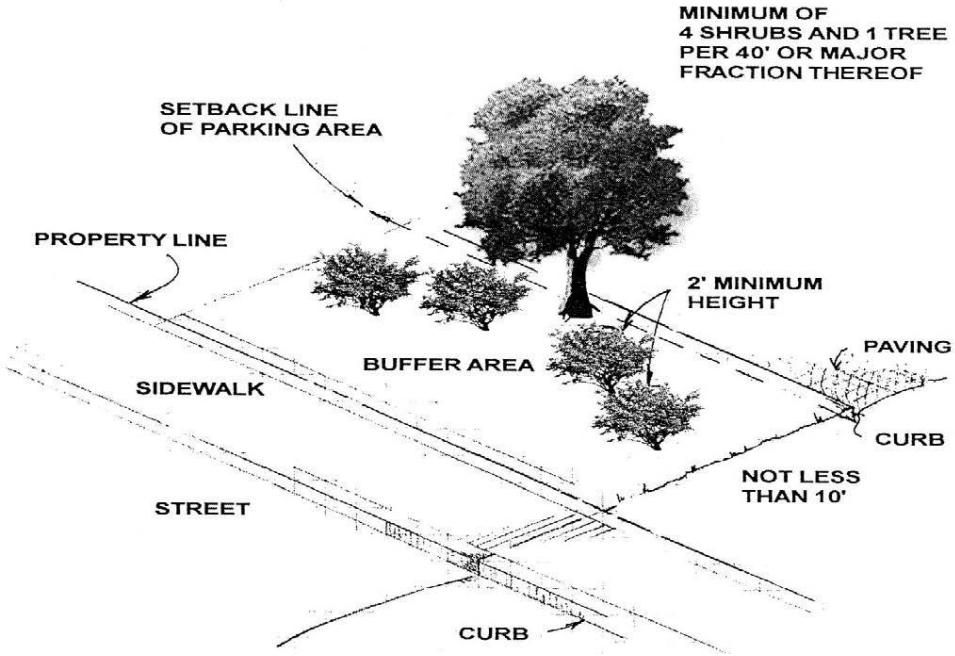 MINIMUM OF
4 SHRUBS AND 1 TREE
PER 40' OR MAJOR
FRACTION THEREOF
SETBACK LINE
OF PARKING AREA
PROPERTY LINE
2' MINIMUM
HEIGHT
PAVING
BUFFER AREA
SIDEWALK
CURB
NOT LESS
THAN 10'
STREET
CURB